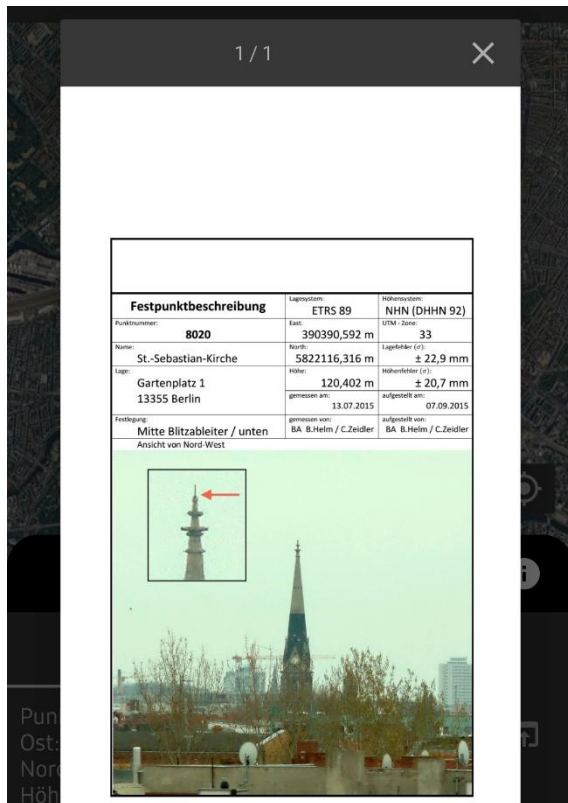 1/1
Festpunktbeschreibung
Lagesystem:
ETRS 89
Höhensystem:
NHN (DHHN 92)
Punktnummer:
8020
East:
390390,592 m
UTM - Zone:
33
Name:
St.-Sebastian-Kirche
North:
5822116,316 m
Lagefehler (σ):
± 22,9 mm
Lage:
Gartenplatz 1
13355 Berlin
Höhe:
120,402 m
Höhenfehler (σ):
± 20,7 mm
gemessen am:
13.07.2015
aufgestellt am:
07.09.2015
Festlegung:
Mitte Blitzableiter / unten
gemessen von:
BA B.Helm / C.Zeidler
aufgestellt von:
BA B.Helm / C.Zeidler
Ansicht von Nord-West
Pun
Ost:
Nord
Höh